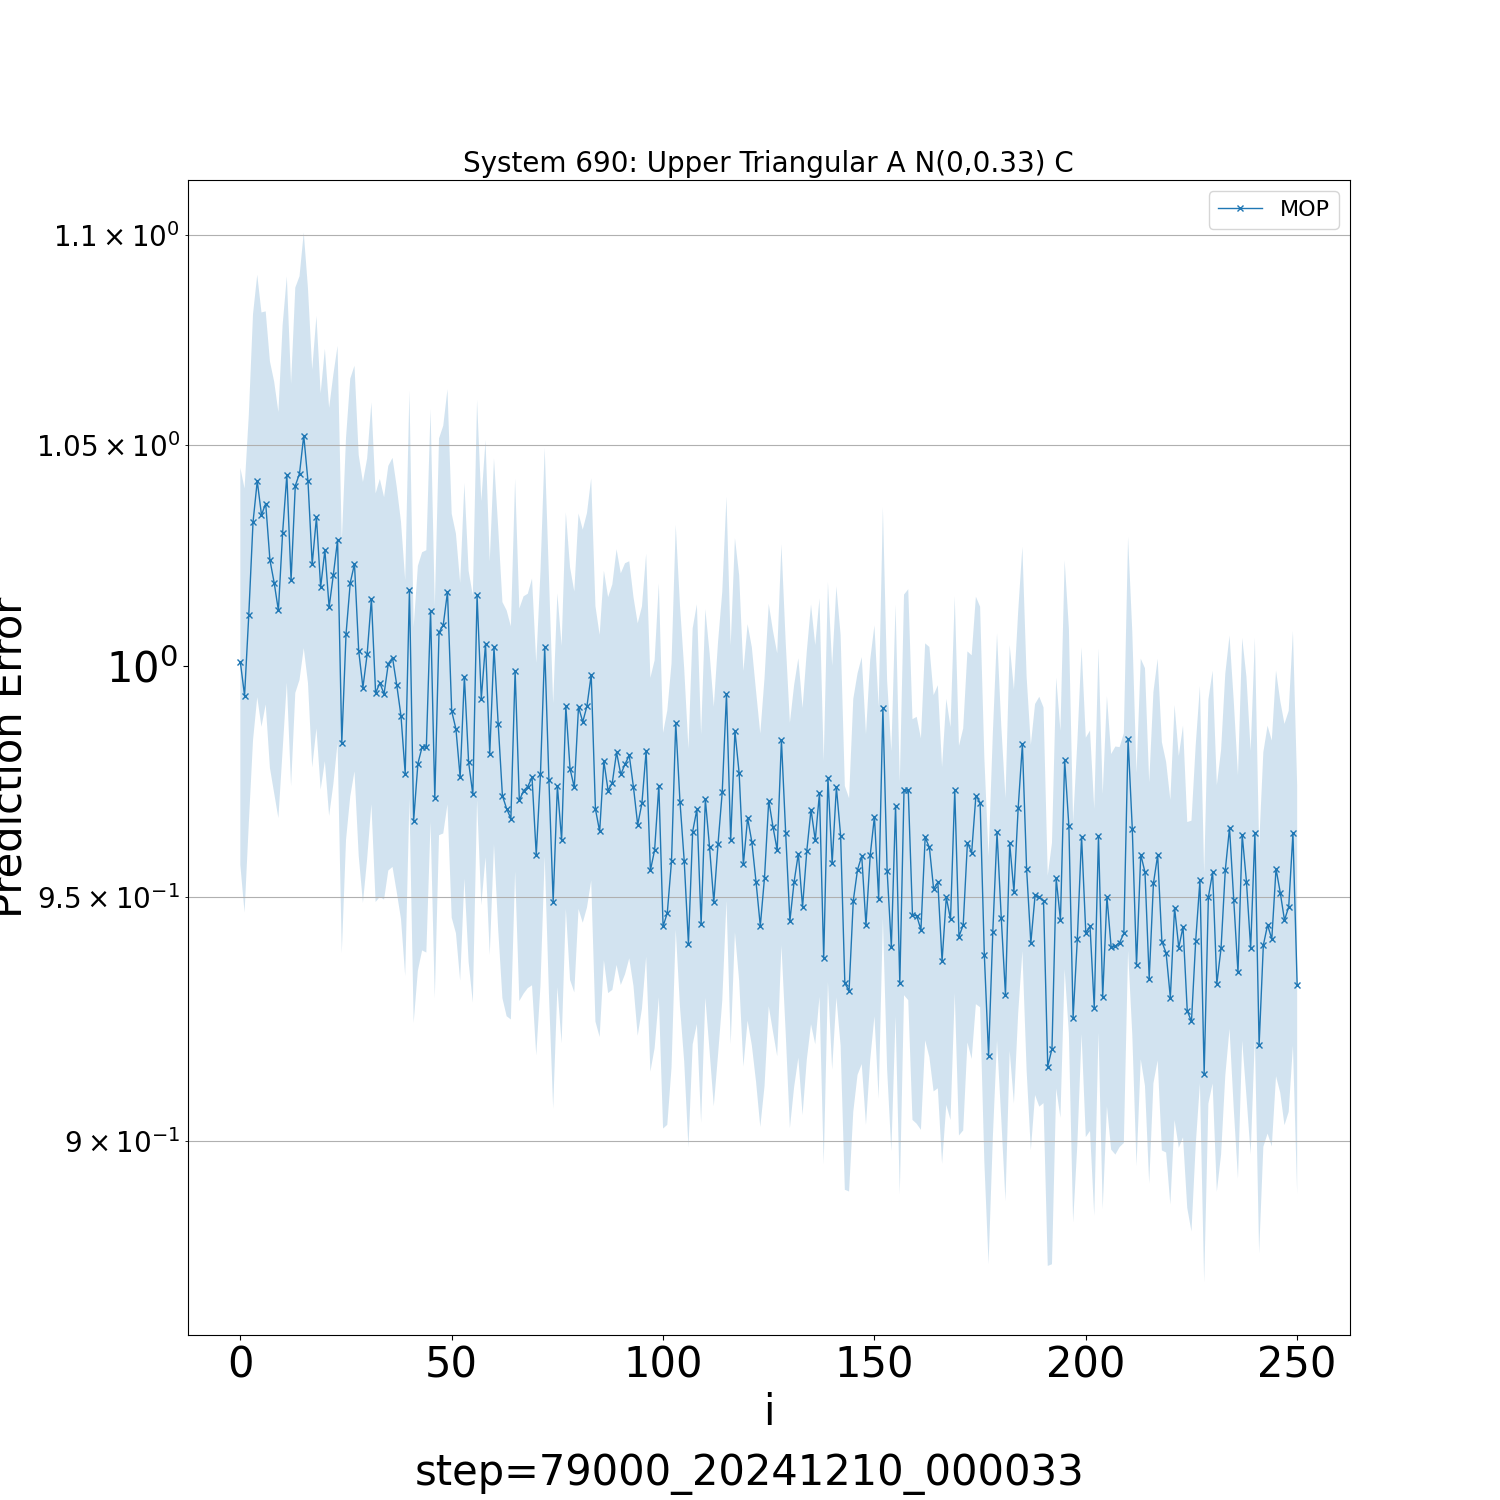 System 690: Upper Triangular A N(0,0.33) C
MOP
1.1 × 10⁰
1.05 × 10⁰
10⁰
9.5 × 10⁻¹
9 × 10⁻¹
Prediction Error
0 50 100 150 200 250
i
step=79000_20241210_000033